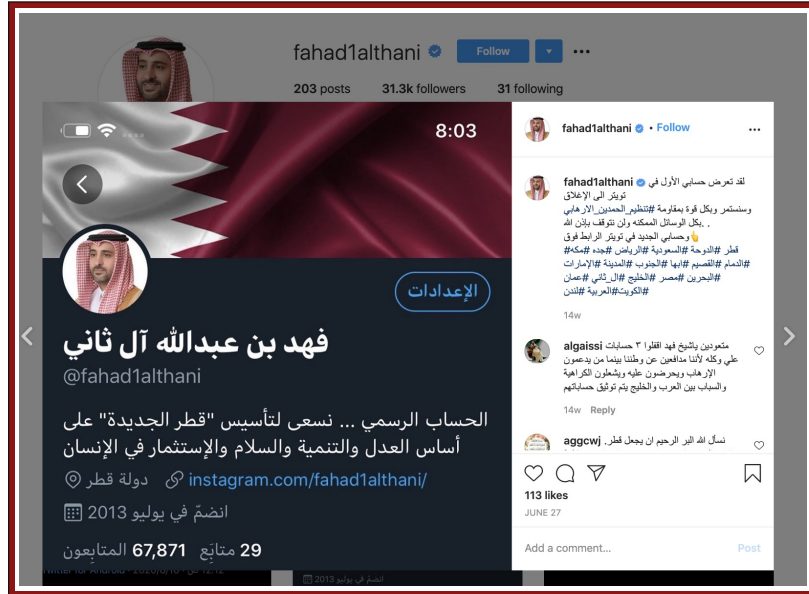 fahad1althani Follow
203 posts 31.3k followers 31 following
8:03
الإعدادات
فهد بن عبدالله آل ثاني
@fahad1althani
الحساب الرسمي ... نسعى لتأسيس "قطر الجديدة" على
أساس العدل والتنمية والسلام والإستثمار في الإنسان
دولة قطر instagram.com/fahad1althani/
انضمّ في يوليو 2013
29 متابَع 67,871 المتابِعون
fahad1althani • Follow
fahad1althani لقد تعرض حسابي الأول في
تويتر الى الإغلاق
وسنستمر وبكل قوة بمقاومة #تنظيم_الحمدين_الارهابي
بكل الوسائل الممكنه ولن نتوقف بإذن الله. .
👆وحسابي الجديد في تويتر الرابط فوق
قطر #الدوحة #السعودية #الرياض #جده #مكه#
#الدمام #القصيم #ابها #الجنوب #المدينة #الإمارات
#البحرين #مصر #الخليج #ال_ثاني #عمان
#الكويت#العربية #لندن
14w
algaissi متعودين ياشيخ فهد اقفلوا ٣ حسابات
علي وكله لأننا مدافعين عن وطننا بينما من يدعمون
الإرهاب ويحرضون عليه ويشعلون الكراهية
والسباب بين العرب والخليج يتم توثيق حساباتهم
14w Reply
aggcwj نسأل الله البر الرحيم ان يجعل قطر.
113 likes
JUNE 27
Add a comment... Post
انضمّ في يوليو 2013